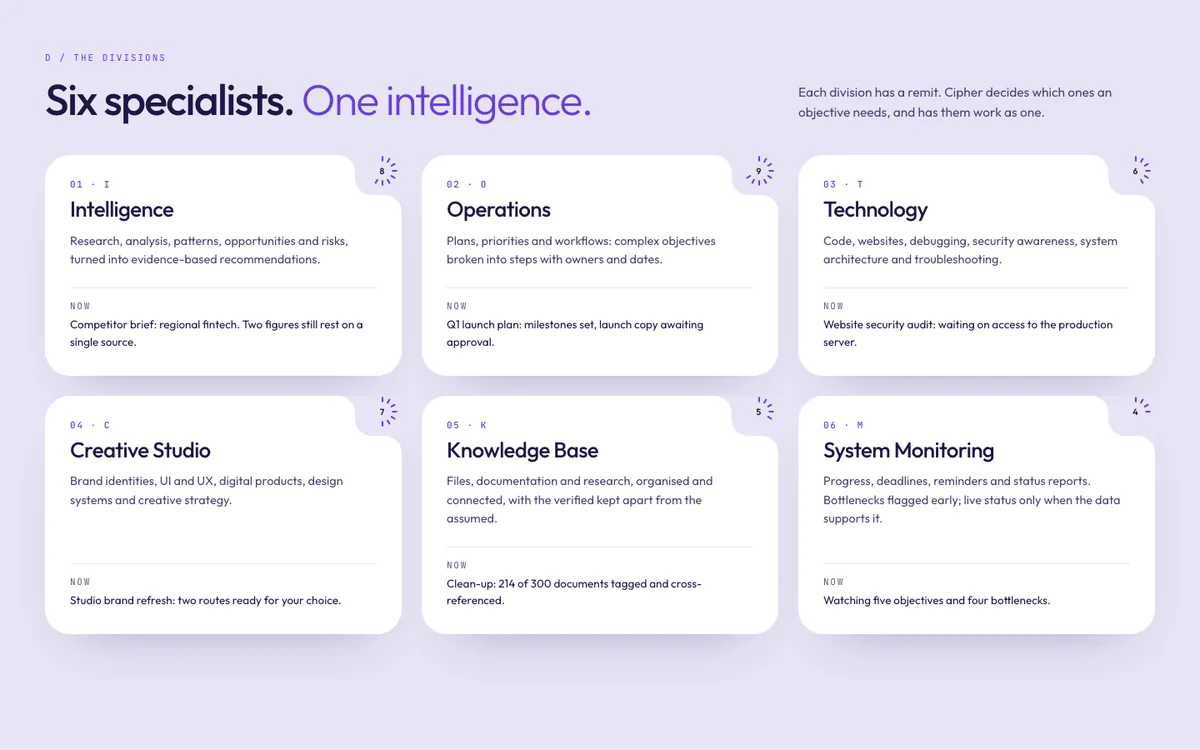 D / THE DIVISIONS
Six specialists. One intelligence.
Each division has a remit. Cipher decides which ones an
objective needs, and has them work as one.
8
01 · I
Intelligence
Research, analysis, patterns, opportunities and risks,
turned into evidence-based recommendations.
NOW
Competitor brief: regional fintech. Two figures still rest on a
single source.
9
02 · O
Operations
Plans, priorities and workflows: complex objectives
broken into steps with owners and dates.
NOW
Q1 launch plan: milestones set, launch copy awaiting
approval.
6
03 · T
Technology
Code, websites, debugging, security awareness, system
architecture and troubleshooting.
NOW
Website security audit: waiting on access to the production
server.
7
04 · C
Creative Studio
Brand identities, UI and UX, digital products, design
systems and creative strategy.
NOW
Studio brand refresh: two routes ready for your choice.
5
05 · K
Knowledge Base
Files, documentation and research, organised and
connected, with the verified kept apart from the
assumed.
NOW
Clean-up: 214 of 300 documents tagged and cross-
referenced.
4
06 · M
System Monitoring
Progress, deadlines, reminders and status reports.
Bottlenecks flagged early; live status only when the data
supports it.
NOW
Watching five objectives and four bottlenecks.